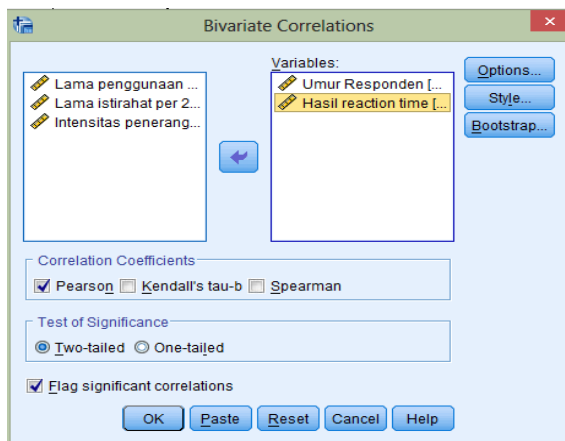 Bivariate Correlations
Variables:
Lama penggunaan ...
Lama istirahat per 2...
Intensitas penerang...
Umur Responden [...
Hasil reaction time [...
Options...
Style...
Bootstrap...
Correlation Coefficients
Pearson Kendall's tau-b Spearman
Test of Significance
Two-tailed One-tailed
Flag significant correlations
OK Paste Reset Cancel Help